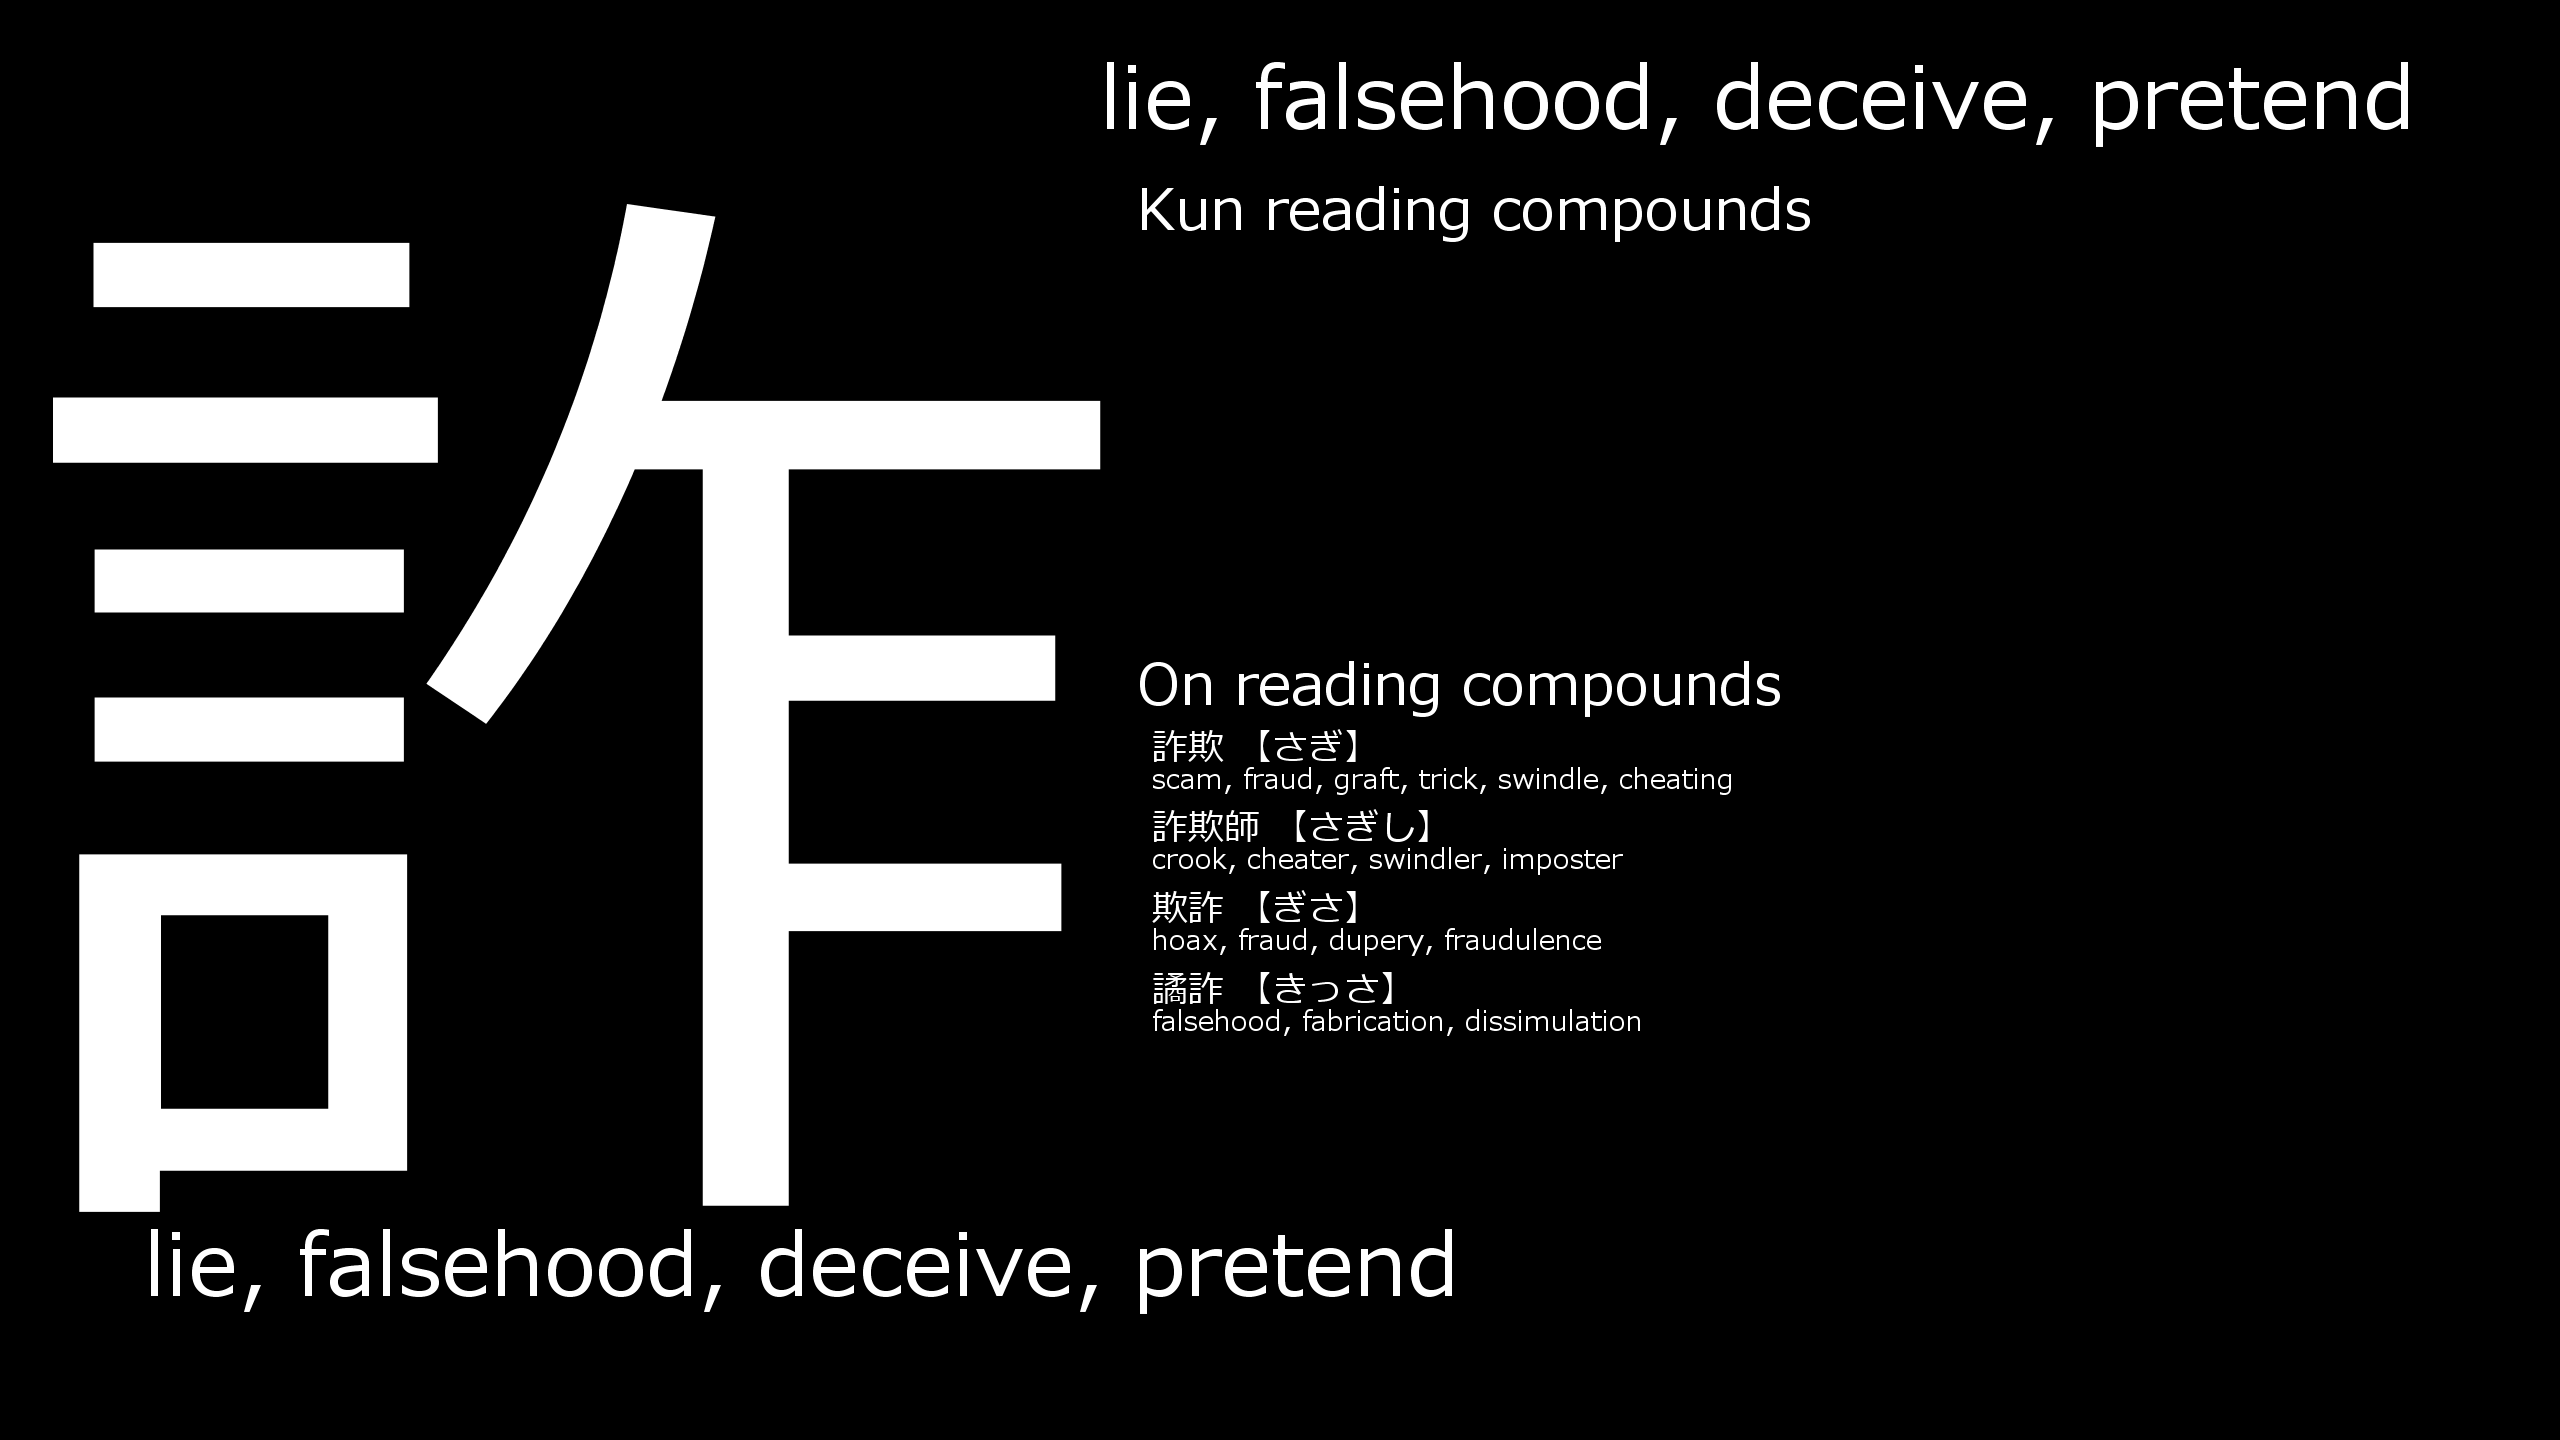 詐
lie, falsehood, deceive, pretend
Kun reading compounds
On reading compounds
詐欺 【さぎ】
scam, fraud, graft, trick, swindle, cheating
詐欺師 【さぎし】
crook, cheater, swindler, imposter
欺詐 【ぎさ】
hoax, fraud, dupery, fraudulence
譎詐 【きっさ】
falsehood, fabrication, dissimulation
lie, falsehood, deceive, pretend